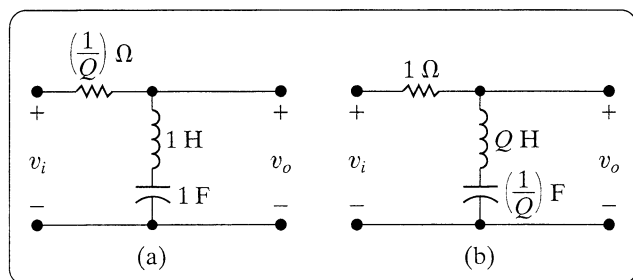 (1/Q) Ω
1 Ω
+ + + +
1 H
Q H
v_i v_o v_i v_o
1 F
(1/Q) F
− − − −
(a) (b)